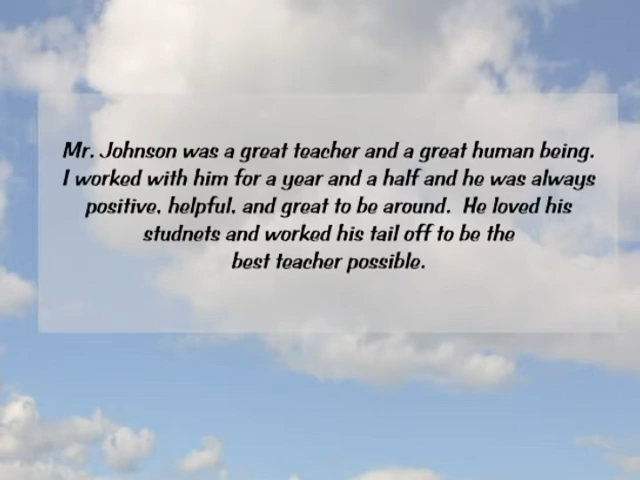 Mr. Johnson was a great teacher and a great human being.
I worked with him for a year and a half and he was always
positive, helpful, and great to be around.  He loved his
studnets and worked his tail off to be the
best teacher possible.